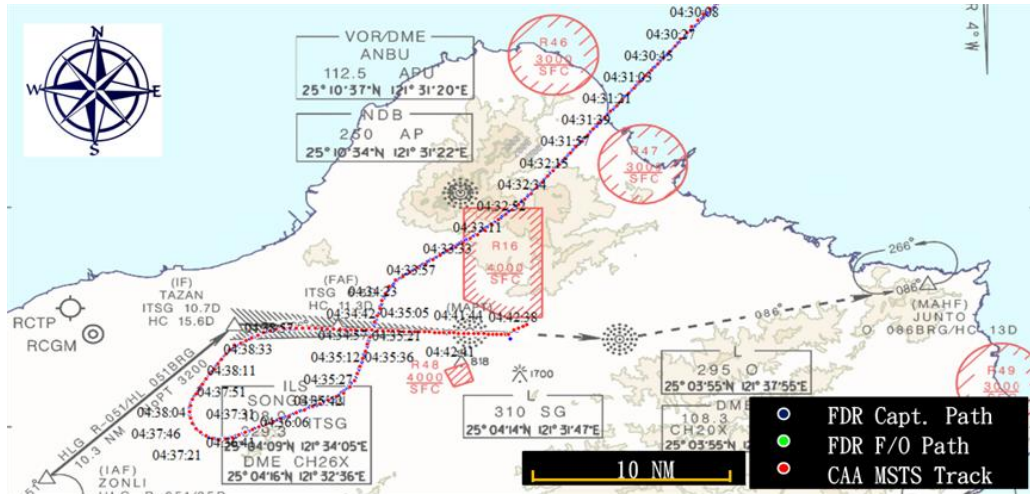 N
W
E
S
VOR/DME
ANBU
112.5 APU
25° 10'37"N 121° 31'20"E
NDB
250 AP
25° 10'34"N 121° 31'22"E
R46
3000
SFC
R47
3000
SFC
R16
4000
SFC
R 4°W
04:30:08
04:30:27
04:30:45
04:31:03
04:31:21
04:31:39
04:31:57
04:32:15
04:32:34
04:32:52
04:33:11
04:33:33
04:33:57
04:34:23
04:34:42
04:35:05
04:35:21
04:35:12
04:35:36
04:35:27
04:35:42
04:36:06
04:37:21
04:37:46
04:38:04
04:37:31
04:37:51
04:38:11
04:38:33
04:38:57
04:41:44
04:42:38
04:42:41
RCTP
RCGM
(IF)
TAZAN
ITSG 10.7D
HC 15.6D
(FAF)
ITSG
HC 11.3D
HLG R-051/HL 051BRG
10.3 NM NOPT 3200
(IAF)
ZONLI
ILS
SONGSHAN
ITSG
25° 04'09"N 121° 34'05"E
DME CH26X
25° 04'16"N 121° 32'36"E
818
R48
4000
SFC
1700
L
310 SG
25° 04'14"N 121° 31'47"E
L
295 O
25° 03'55"N 121° 37'55"E
DME
108.3
CH20X
25° 03'55"N
086°
086°
266°
(MAHF)
JUNTO
O 086BRG/HC 13D
R49
3000
10 NM
FDR Capt. Path
FDR F/O Path
CAA MSTS Track